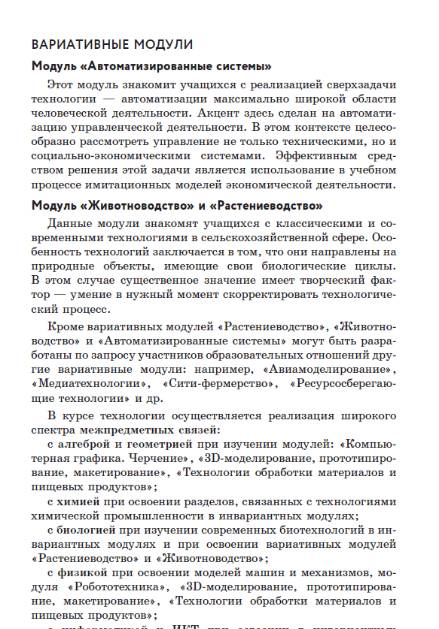 ВАРИАТИВНЫЕ МОДУЛИ
Модуль «Автоматизированные системы»
Этот модуль знакомит учащихся с реализацией сверхзадачи
технологии — автоматизации максимально широкой области
человеческой деятельности. Акцент здесь сделан на автомати-
зацию управленческой деятельности. В этом контексте целесо-
образно рассмотреть управление не только техническими, но и
социально-экономическими системами. Эффективным сред-
ством решения этой задачи является использование в учебном
процессе имитационных моделей экономической деятельности.
Модуль «Животноводство» и «Растениеводство»
Данные модули знакомят учащихся с классическими и со-
временными технологиями в сельскохозяйственной сфере. Осо-
бенность технологий заключается в том, что они направлены на
природные объекты, имеющие свои биологические циклы.
В этом случае существенное значение имеет творческий фак-
тор — умение в нужный момент скорректировать технологичес-
кий процесс.
Кроме вариативных модулей «Растениеводство», «Животно-
водство» и «Автоматизированные системы» могут быть разра-
ботаны по запросу участников образовательных отношений дру-
гие вариативные модули: например, «Авиамоделирование»,
«Медиатехнологии», «Сити-фермерство», «Ресурсосберегаю-
щие технологии» и др.
В курсе технологии осуществляется реализация широкого
спектра межпредметных связей:
с алгеброй и геометрией при изучении модулей: «Компью-
терная графика. Черчение», «3D-моделирование, прототипиро-
вание, макетирование», «Технологии обработки материалов и
пищевых продуктов»;
с химией при освоении разделов, связанных с технологиями
химической промышленности в инвариантных модулях;
с биологией при изучении современных биотехнологий в ин-
вариантных модулях и при освоении вариативных модулей
«Растениеводство» и «Животноводство»;
с физикой при освоении моделей машин и механизмов, мо-
дуля «Робототехника», «3D-моделирование, прототипирова-
ние, макетирование», «Технологии обработки материалов и
пищевых продуктов»;